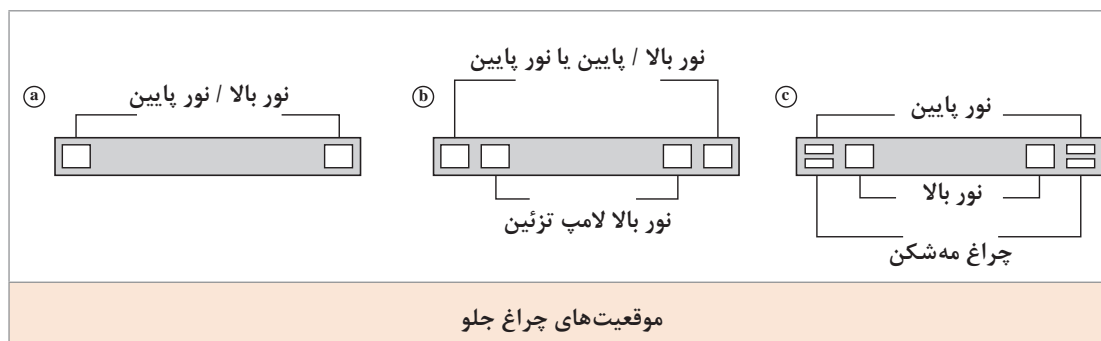 ⓐ
نور بالا / نور پایین
ⓑ
نور بالا / پایین یا نور پایین
نور بالا لامپ تزئین
ⓒ
نور پایین
نور بالا
چراغ مه‌شکن
موقعیت‌های چراغ جلو